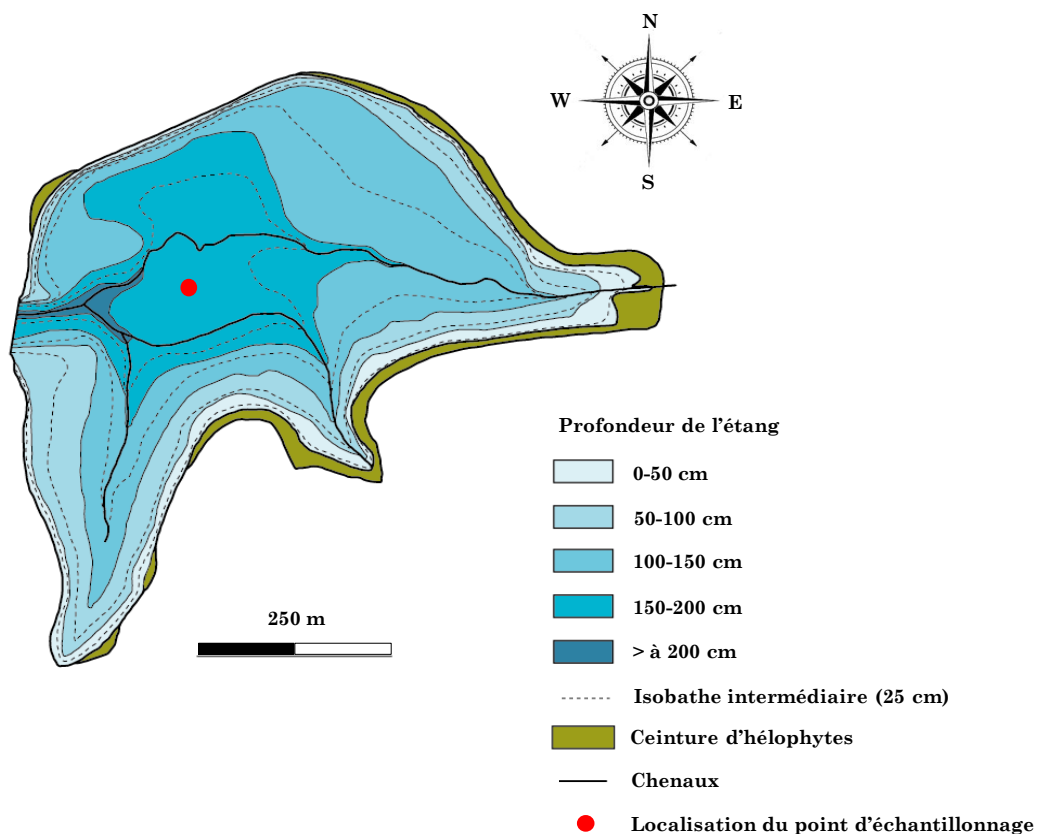 N
W
E
S
Profondeur de l'étang
0-50 cm
50-100 cm
100-150 cm
150-200 cm
> à 200 cm
250 m
Isobathe intermédiaire (25 cm)
Ceinture d'hélophytes
Chenaux
Localisation du point d'échantillonnage